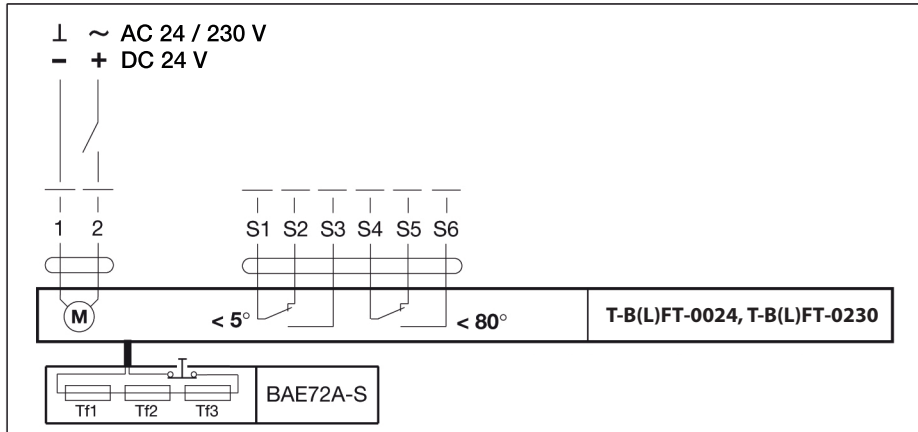 ⊥ ~ AC 24 / 230 V
− + DC 24 V
1 2 S1 S2 S3 S4 S5 S6
M < 5° < 80° T-B(L)FT-0024, T-B(L)FT-0230
Tf1 Tf2 Tf3 BAE72A-S